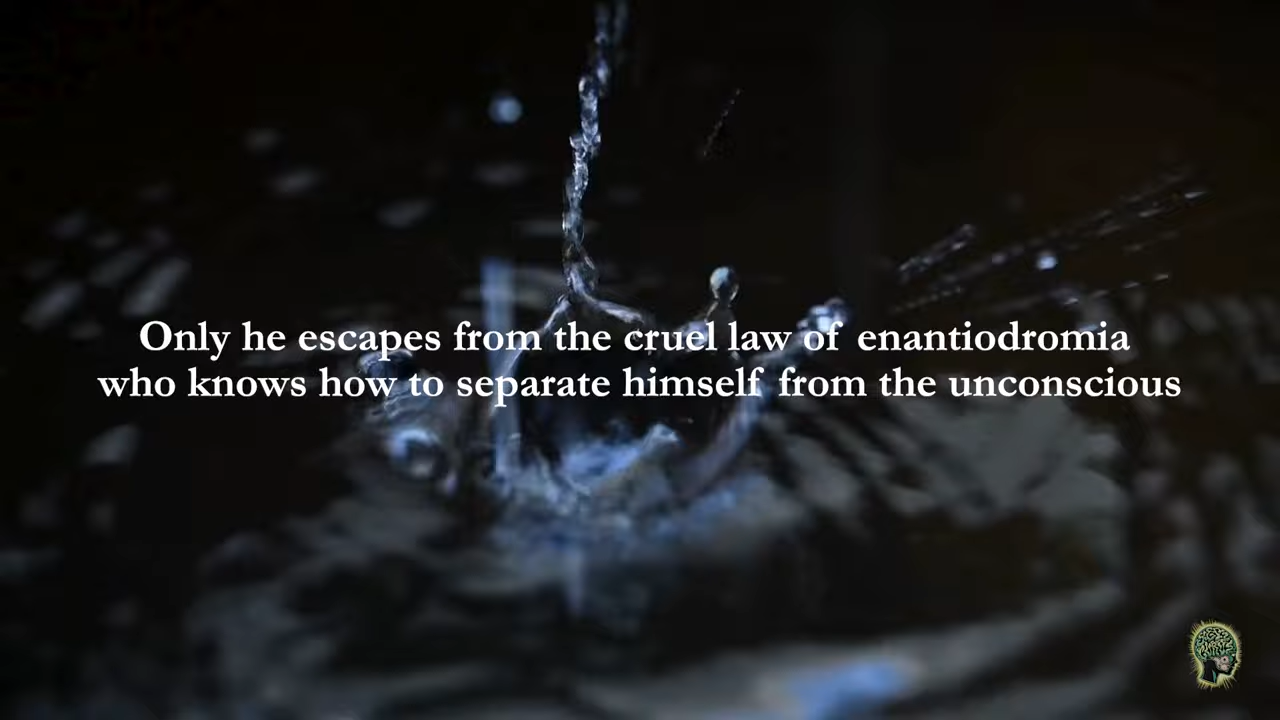 Only he escapes from the cruel law of enantiodromia
who knows how to separate himself from the unconscious